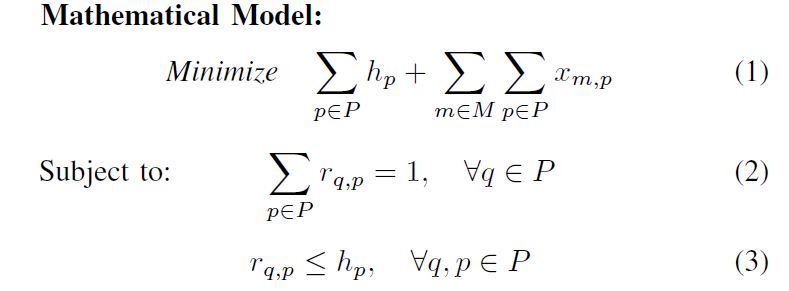 Mathematical Model:
Minimize ∑_{p∈P} h_p + ∑_{m∈M} ∑_{p∈P} x_{m,p} (1)
Subject to: ∑_{p∈P} r_{q,p} = 1, ∀q ∈ P (2)
r_{q,p} ≤ h_p, ∀q, p ∈ P (3)